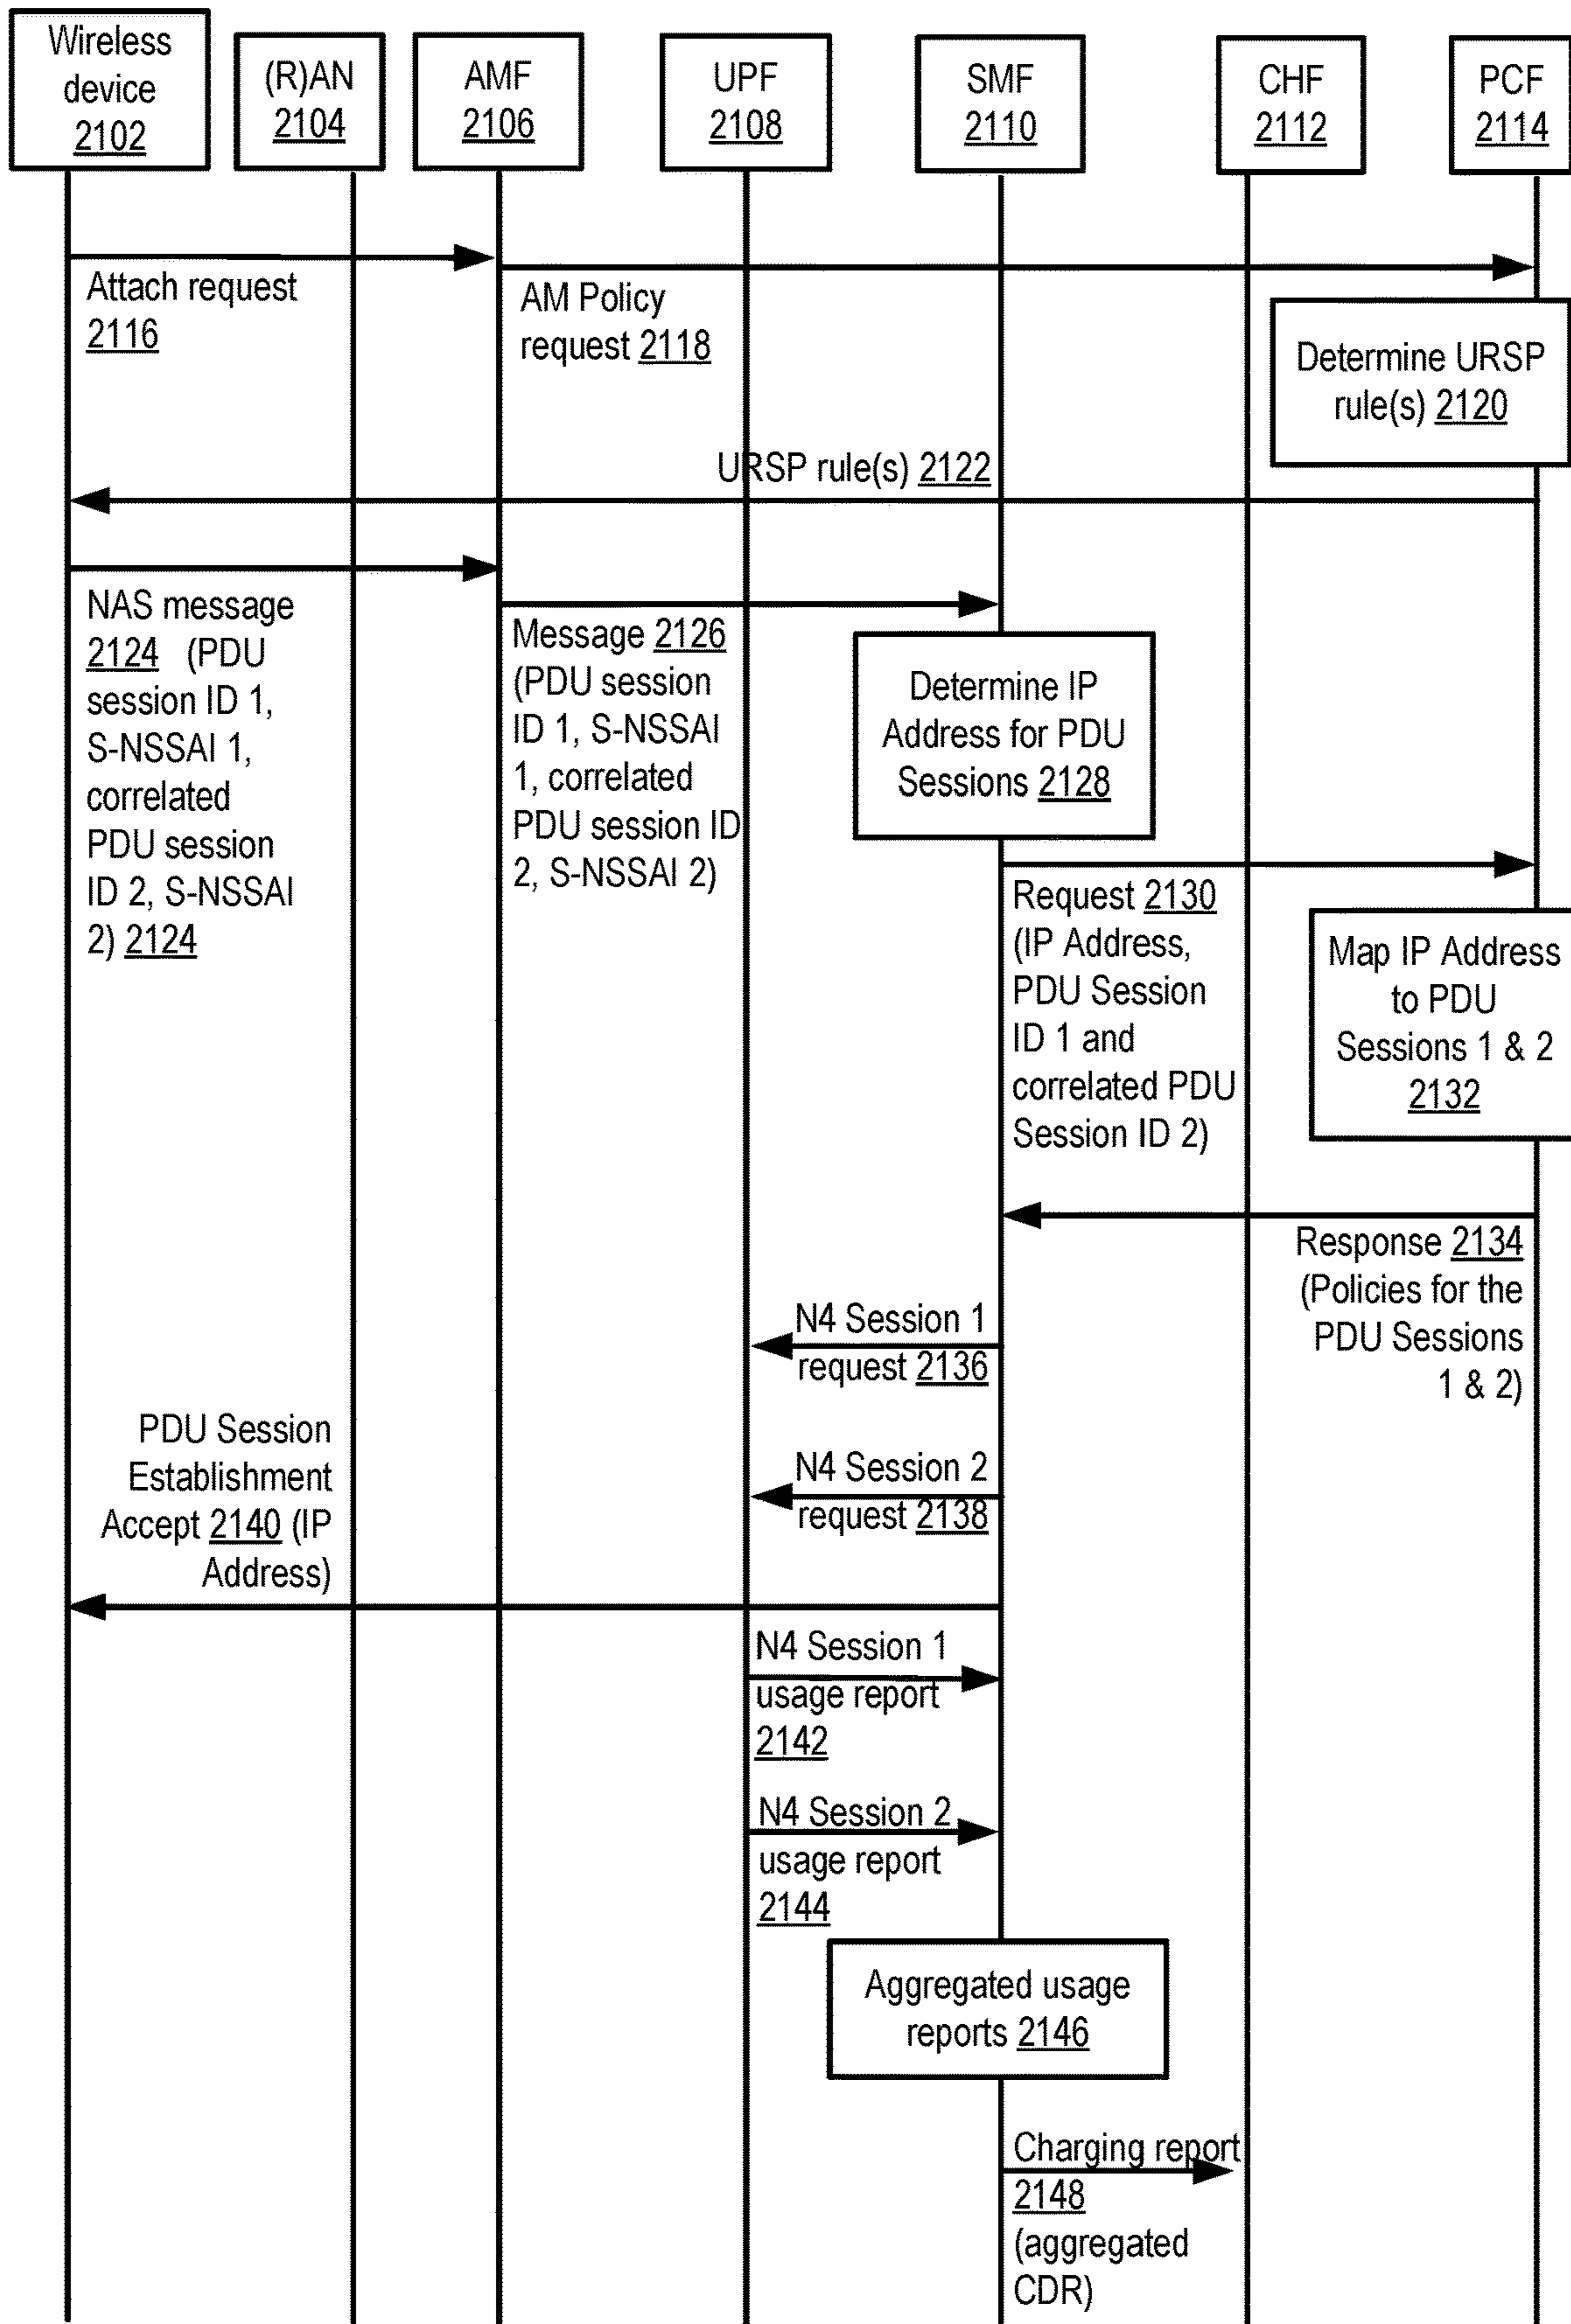 Wireless
device
2102
(R)AN
2104
AMF
2106
UPF
2108
SMF
2110
CHF
2112
PCF
2114
Attach request
2116
AM Policy
request 2118
Determine URSP
rule(s) 2120
URSP rule(s) 2122
NAS message
2124 (PDU
session ID 1,
S-NSSAI 1,
correlated
PDU session
ID 2, S-NSSAI
2) 2124
Message 2126
(PDU session
ID 1, S-NSSAI
1, correlated
PDU session ID
2, S-NSSAI 2)
Determine IP
Address for PDU
Sessions 2128
Request 2130
(IP Address,
PDU Session
ID 1 and
correlated PDU
Session ID 2)
Map IP Address
to PDU
Sessions 1 & 2
2132
Response 2134
(Policies for the
PDU Sessions
1 & 2)
N4 Session 1
request 2136
N4 Session 2
request 2138
PDU Session
Establishment
Accept 2140 (IP
Address)
N4 Session 1
usage report
2142
N4 Session 2
usage report
2144
Aggregated usage
reports 2146
Charging report
2148
(aggregated
CDR)